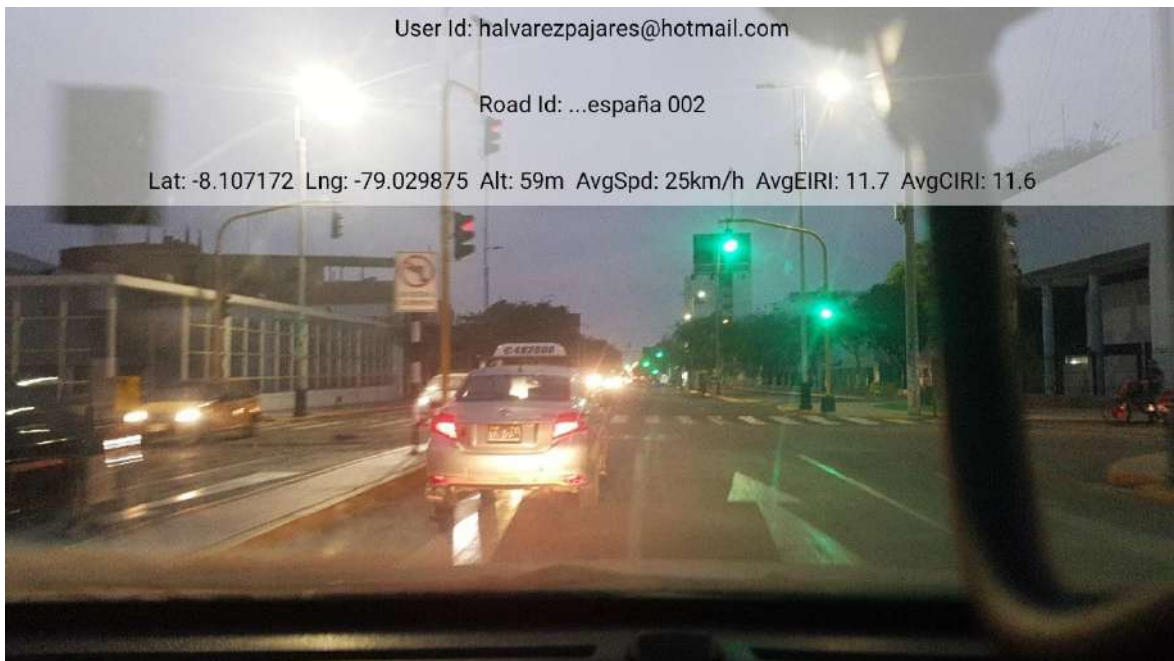 User Id: halvarezpajares@hotmail.com
Road Id: ...españa 002
Lat: -8.107172 Lng: -79.029875 Alt: 59m AvgSpd: 25km/h AvgEIRI: 11.7 AvgCIRI: 11.6